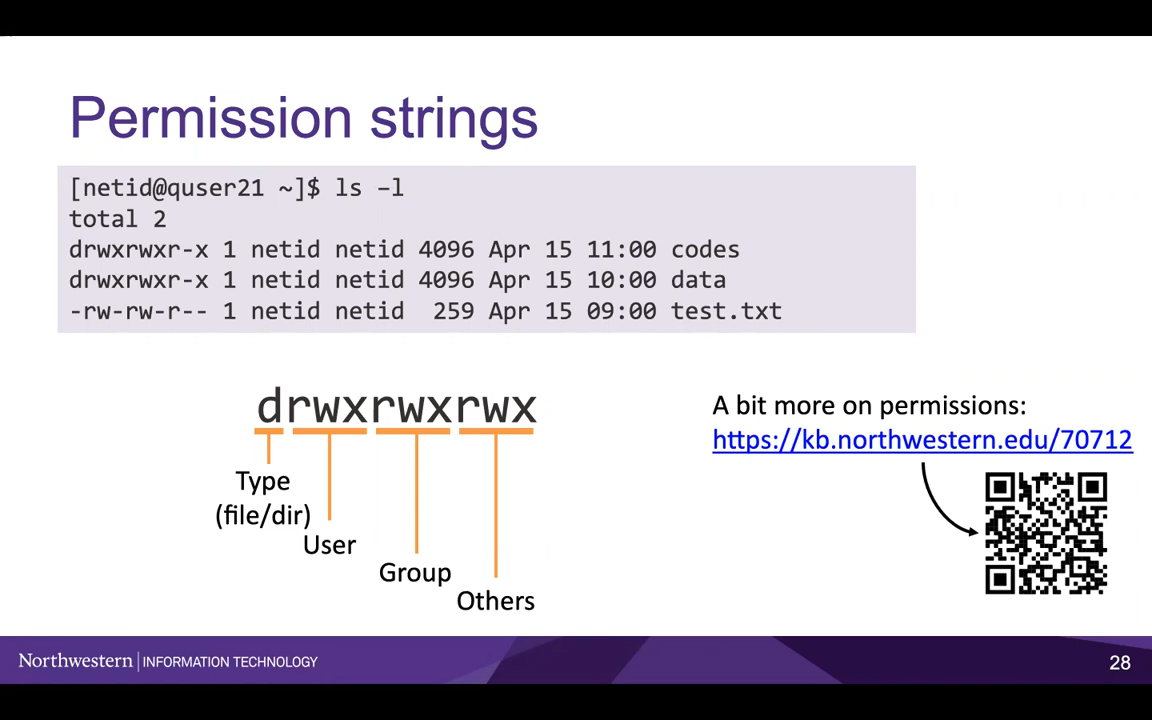 Permission strings
[netid@quser21 ~]$ ls –l
total 2
drwxrwxr-x 1 netid netid 4096 Apr 15 11:00 codes
drwxrwxr-x 1 netid netid 4096 Apr 15 10:00 data
-rw-rw-r-- 1 netid netid  259 Apr 15 09:00 test.txt
drwxrwxrwx
Type
(file/dir)
User
Group
Others
A bit more on permissions:
https://kb.northwestern.edu/70712
Northwestern | INFORMATION TECHNOLOGY
28